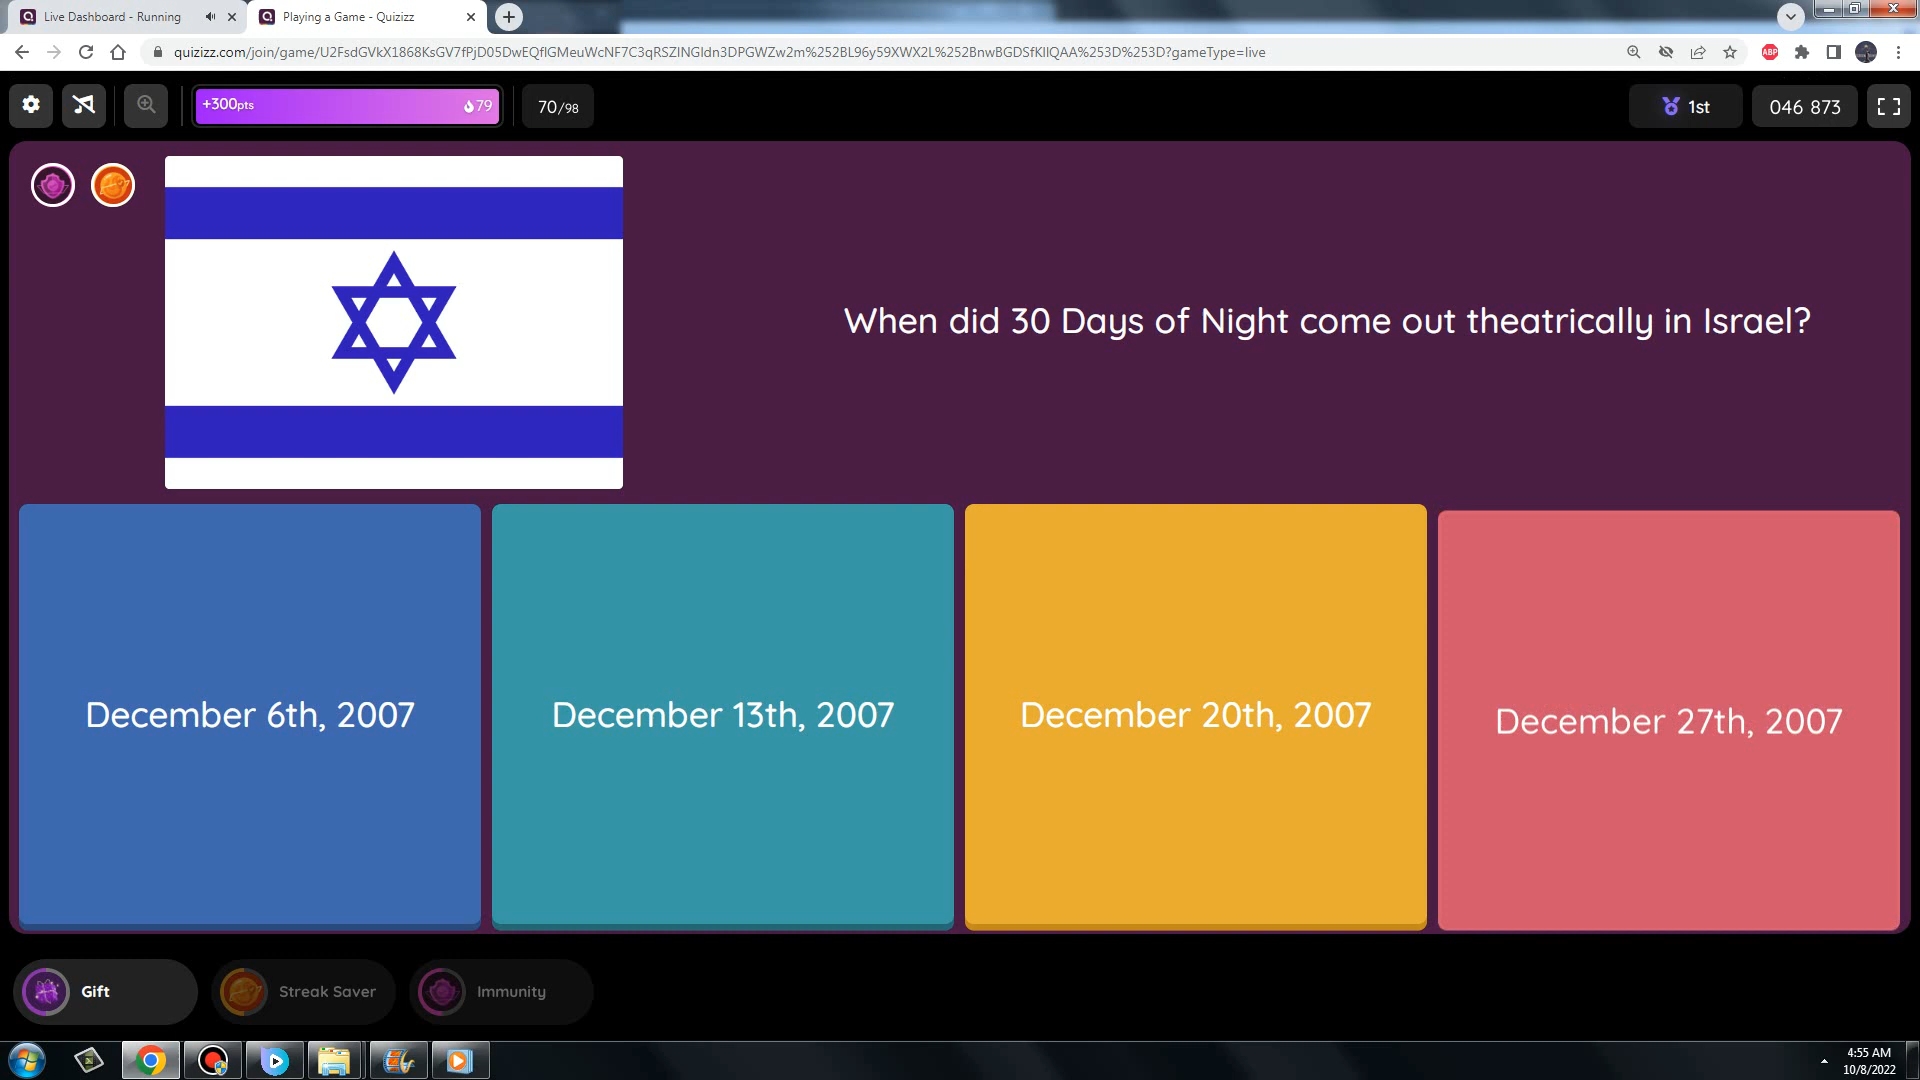 Live Dashboard - Running
Playing a Game - Quizizz
quizizz.com/join/game/U2FsdGVkX1868KsGV7fPjD05DwEQflGMeuWcNF7C3qRSZINGIdn3DPGWZw2m%252BL96y59XWX2L%252BnwBGDSfKllQAA%253D%253D?gameType=live
ABP
+300pts
79
70/98
1st
046 873
When did 30 Days of Night come out theatrically in Israel?
December 6th, 2007
December 13th, 2007
December 20th, 2007
December 27th, 2007
Gift
Streak Saver
Immunity
4:55 AM
10/8/2022